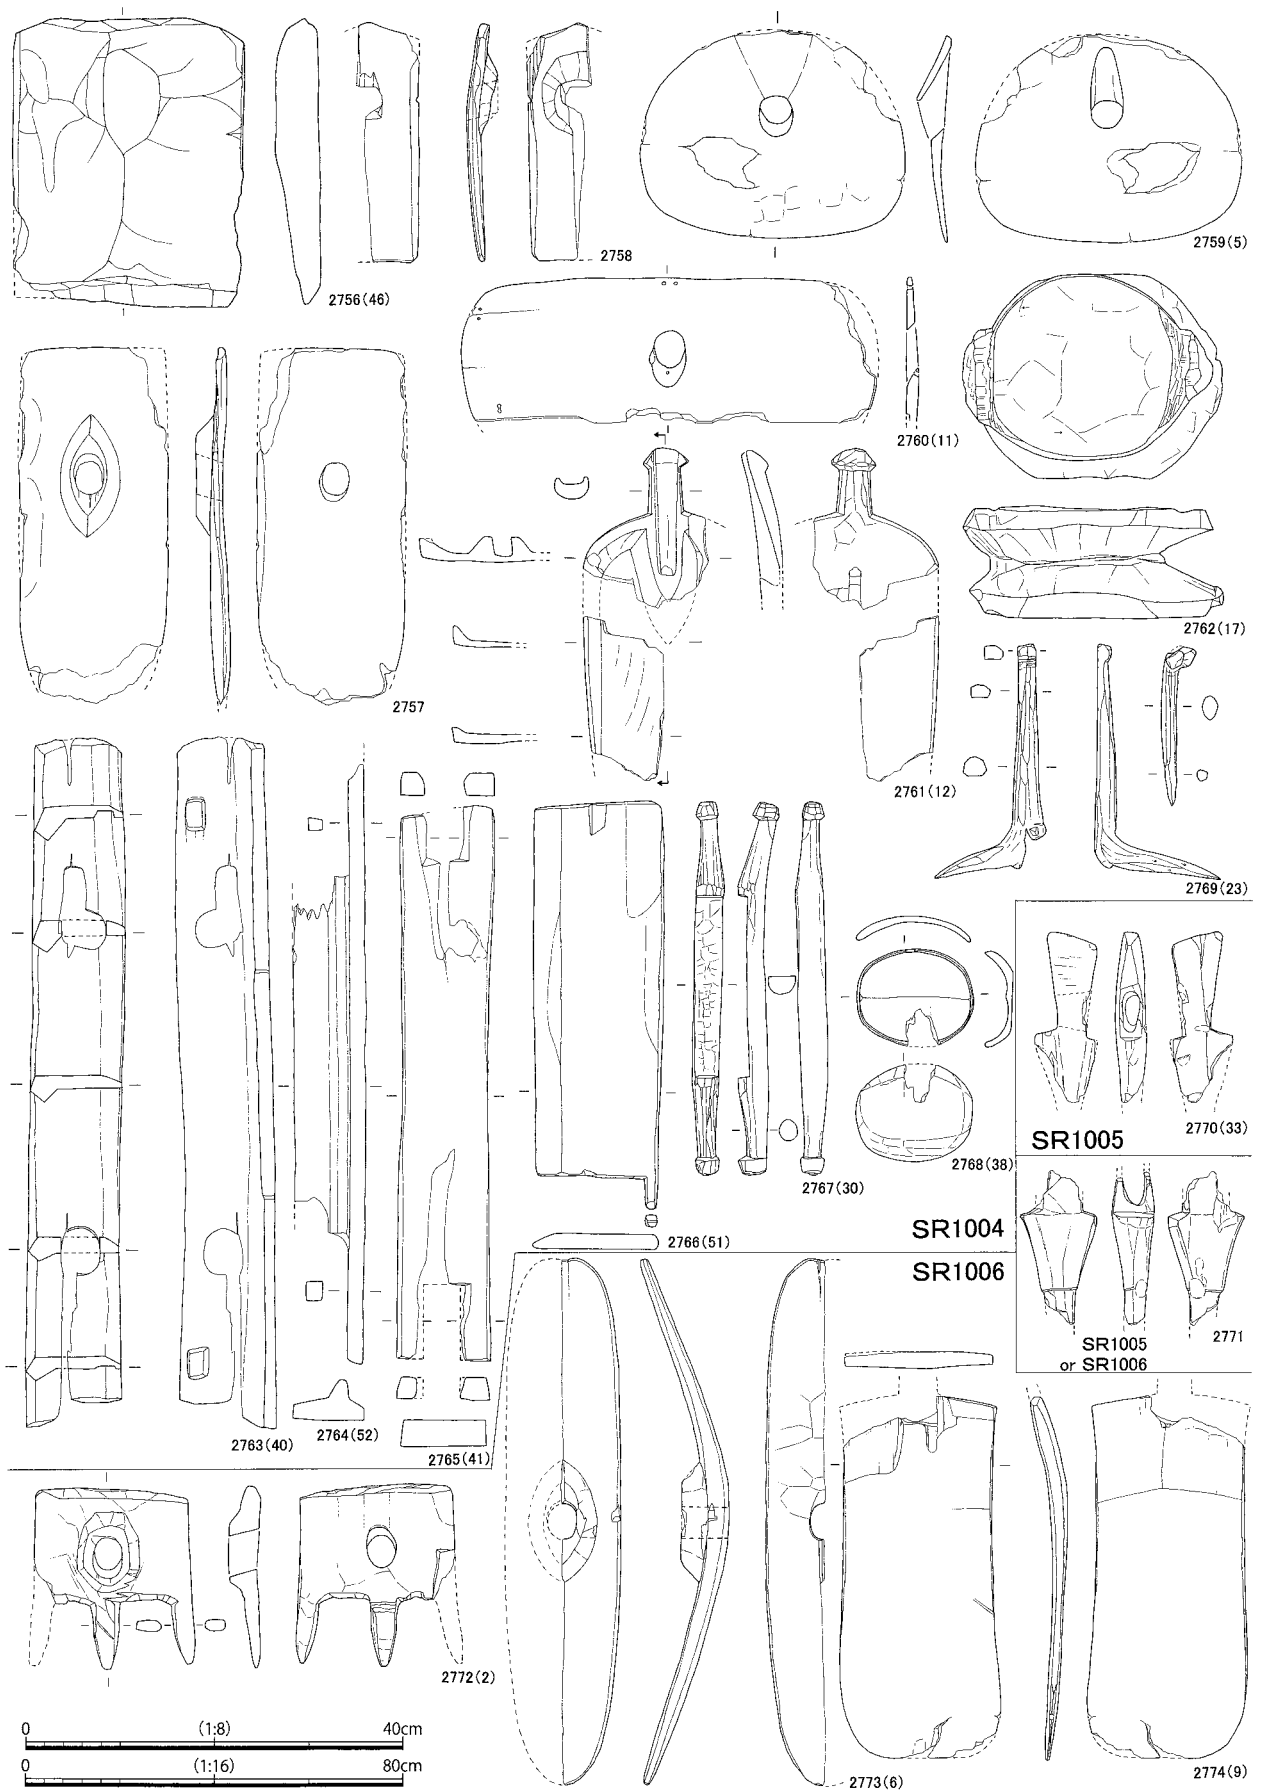 2756(46)
2758
2759(5)
2757
2760(11)
2762(17)
2761(12)
2769(23)
2763(40)
2764(52)
2765(41)
2766(51)
2767(30)
2768(38)
SR1004
SR1005
2770(33)
SR1005
or SR1006
2771
SR1006
2772(2)
2773(6)
2774(9)
0 (1:8) 40cm
0 (1:16) 80cm